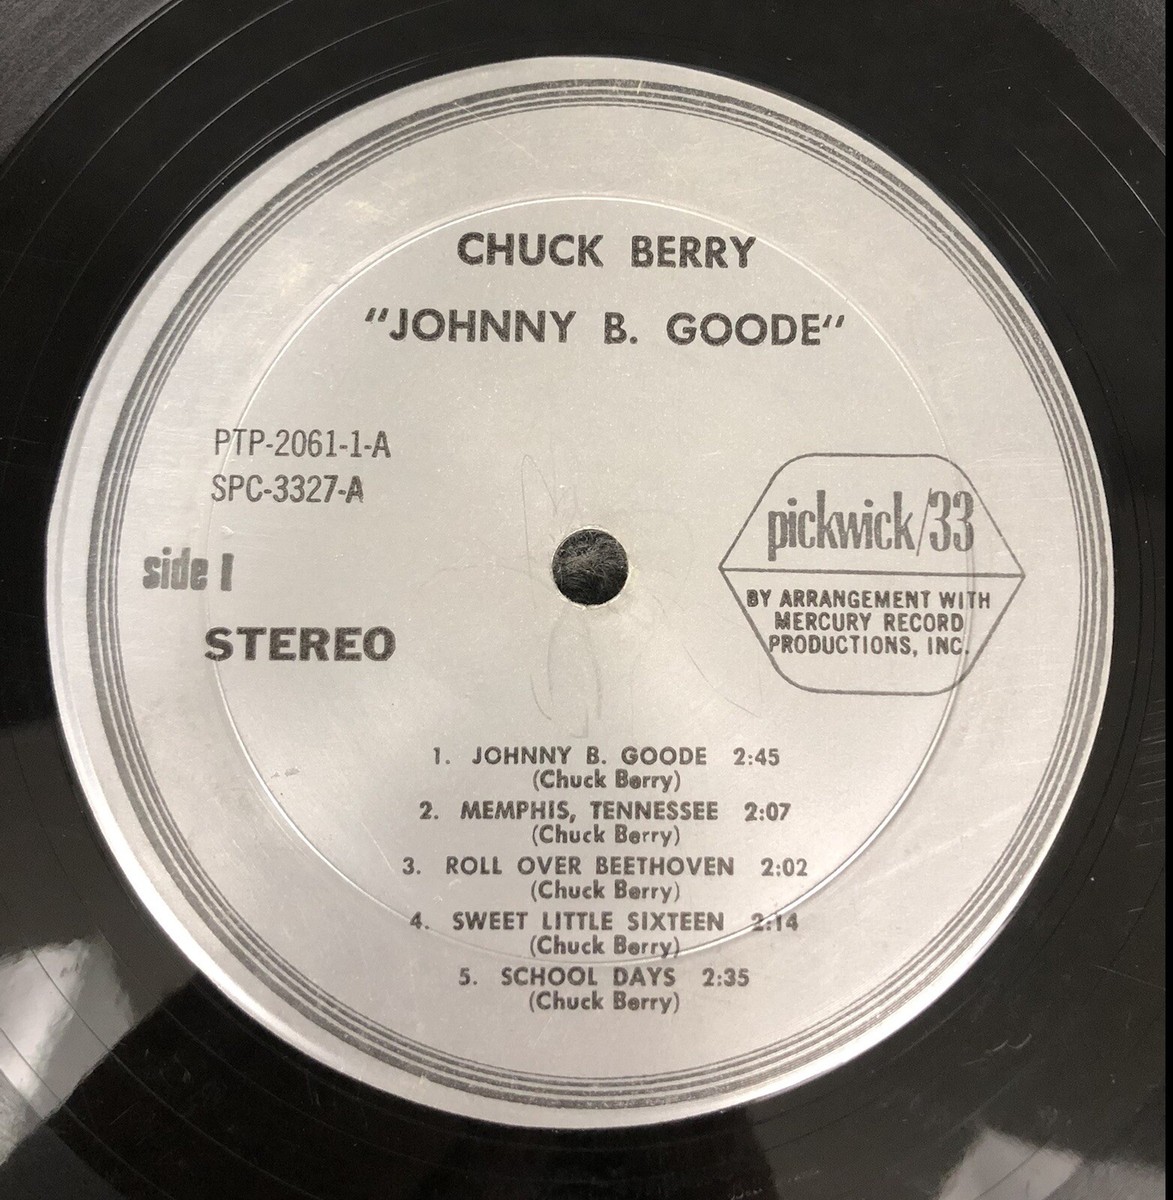 CHUCK BERRY
"JOHNNY B. GOODE"
PTP-2061-1-A
SPC-3327-A
side 1
STEREO
pickwick/33
BY ARRANGEMENT WITH
MERCURY RECORD
PRODUCTIONS, INC.
1. JOHNNY B. GOODE 2:45
(Chuck Berry)
2. MEMPHIS, TENNESSEE 2:07
(Chuck Berry)
3. ROLL OVER BEETHOVEN 2:02
(Chuck Berry)
4. SWEET LITTLE SIXTEEN 2:14
(Chuck Berry)
5. SCHOOL DAYS 2:35
(Chuck Berry)